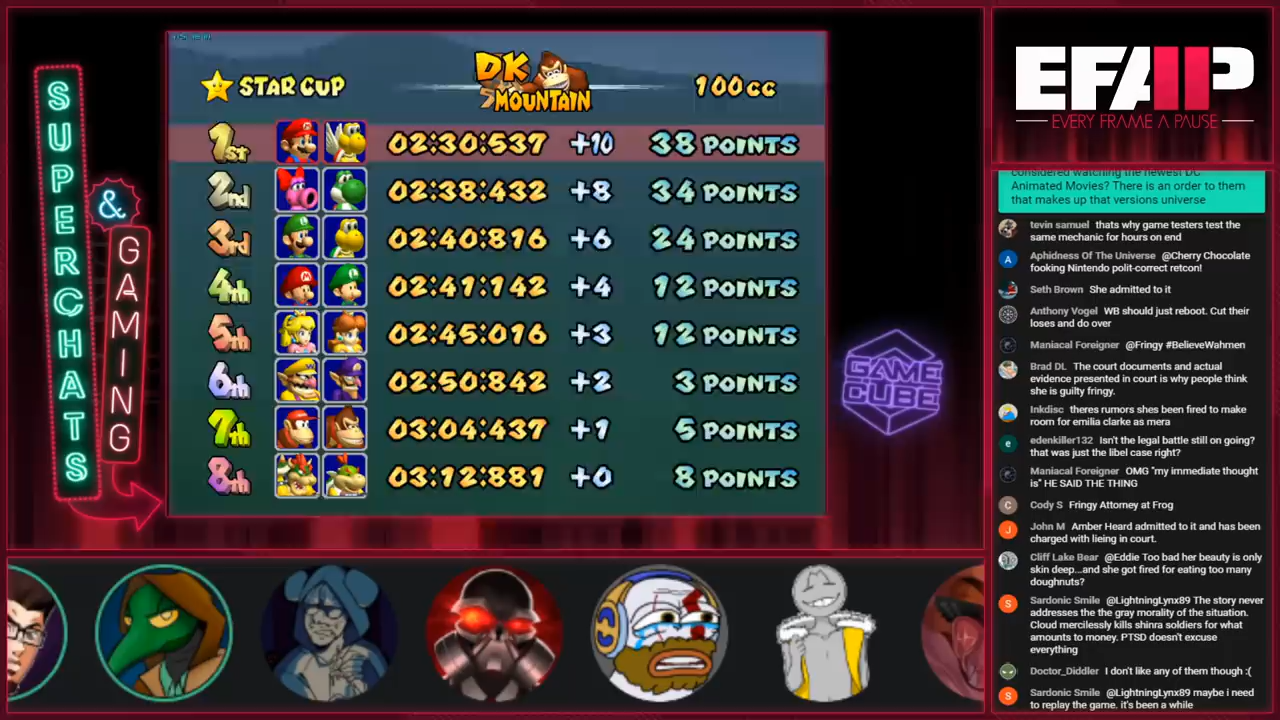 SUPERCHATS
&
GAMING
STAR CUP
DK
MOUNTAIN
100cc
1st 02:30:537 +10 38 POINTS
2nd 02:38:432 +8 34 POINTS
3rd 02:40:816 +6 24 POINTS
4th 02:41:142 +4 12 POINTS
5th 02:45:016 +3 12 POINTS
6th 02:50:842 +2 3 POINTS
7th 03:04:437 +1 5 POINTS
8th 03:12:881 +0 8 POINTS
GAME
CUBE
EFAP
EVERY FRAME A PAUSE
considered watching the newest DC
Animated Movies? There is an order to them
that makes up that versions universe
tevin samuel thats why game testers test the
same mechanic for hours on end
A Aphidness Of The Universe @Cherry Chocolate
fooking Nintendo polit-correct retcon!
Seth Brown She admitted to it
Anthony Vogel WB should just reboot. Cut their
loses and do over
Maniacal Foreigner @Fringy #BelieveWahmen
Brad DL The court documents and actual
evidence presented in court is why people think
she is guilty fringy.
Inkdisc theres rumors shes been fired to make
room for emilia clarke as mera
e edenkiller132 Isn't the legal battle still on going?
that was just the libel case right?
Maniacal Foreigner OMG "my immediate thought
is" HE SAID THE THING
C Cody S Fringy Attorney at Frog
J John M Amber Heard admitted to it and has been
charged with lieing in court.
Cliff Lake Bear @Eddie Too bad her beauty is only
skin deep...and she got fired for eating too many
doughnuts?
S Sardonic Smile @LightningLynx89 The story never
addresses the the gray morality of the situation.
Cloud mercilessly kills shinra soldiers for what
amounts to money. PTSD doesn't excuse
everything
Doctor_Diddler I don't like any of them though :(
S Sardonic Smile @LightningLynx89 maybe i need
to replay the game. it's been a while